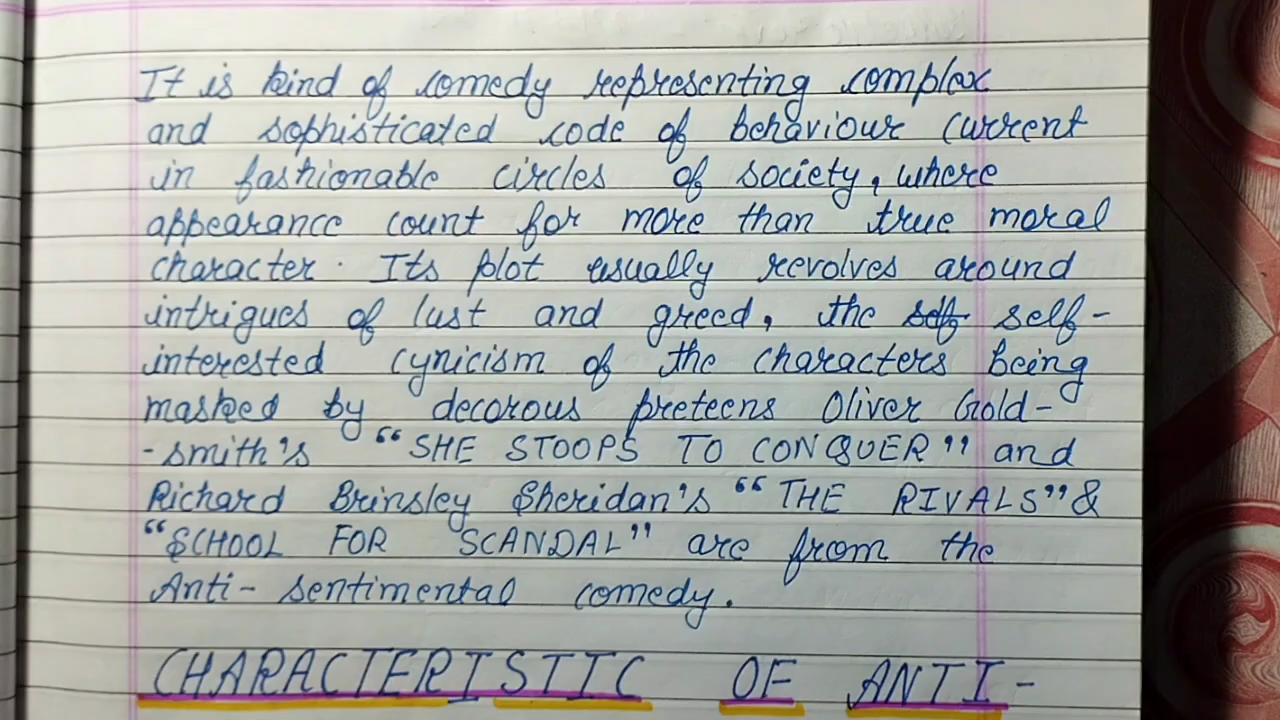 It is kind of comedy representing complex
and sophisticated code of behaviour current
in fashionable circles of society, where
appearance count for more than true moral
character. Its plot usually revolves around
intrigues of lust and greed, the self self-
interested cynicism of the characters being
masked by decorous preteens Oliver Gold-
-smith's "SHE STOOPS TO CONQUER" and
Richard Brinsley Sheridan's "THE RIVALS" &
"SCHOOL FOR SCANDAL" are from the
Anti-sentimental comedy.
CHARACTERISTIC OF ANTI-